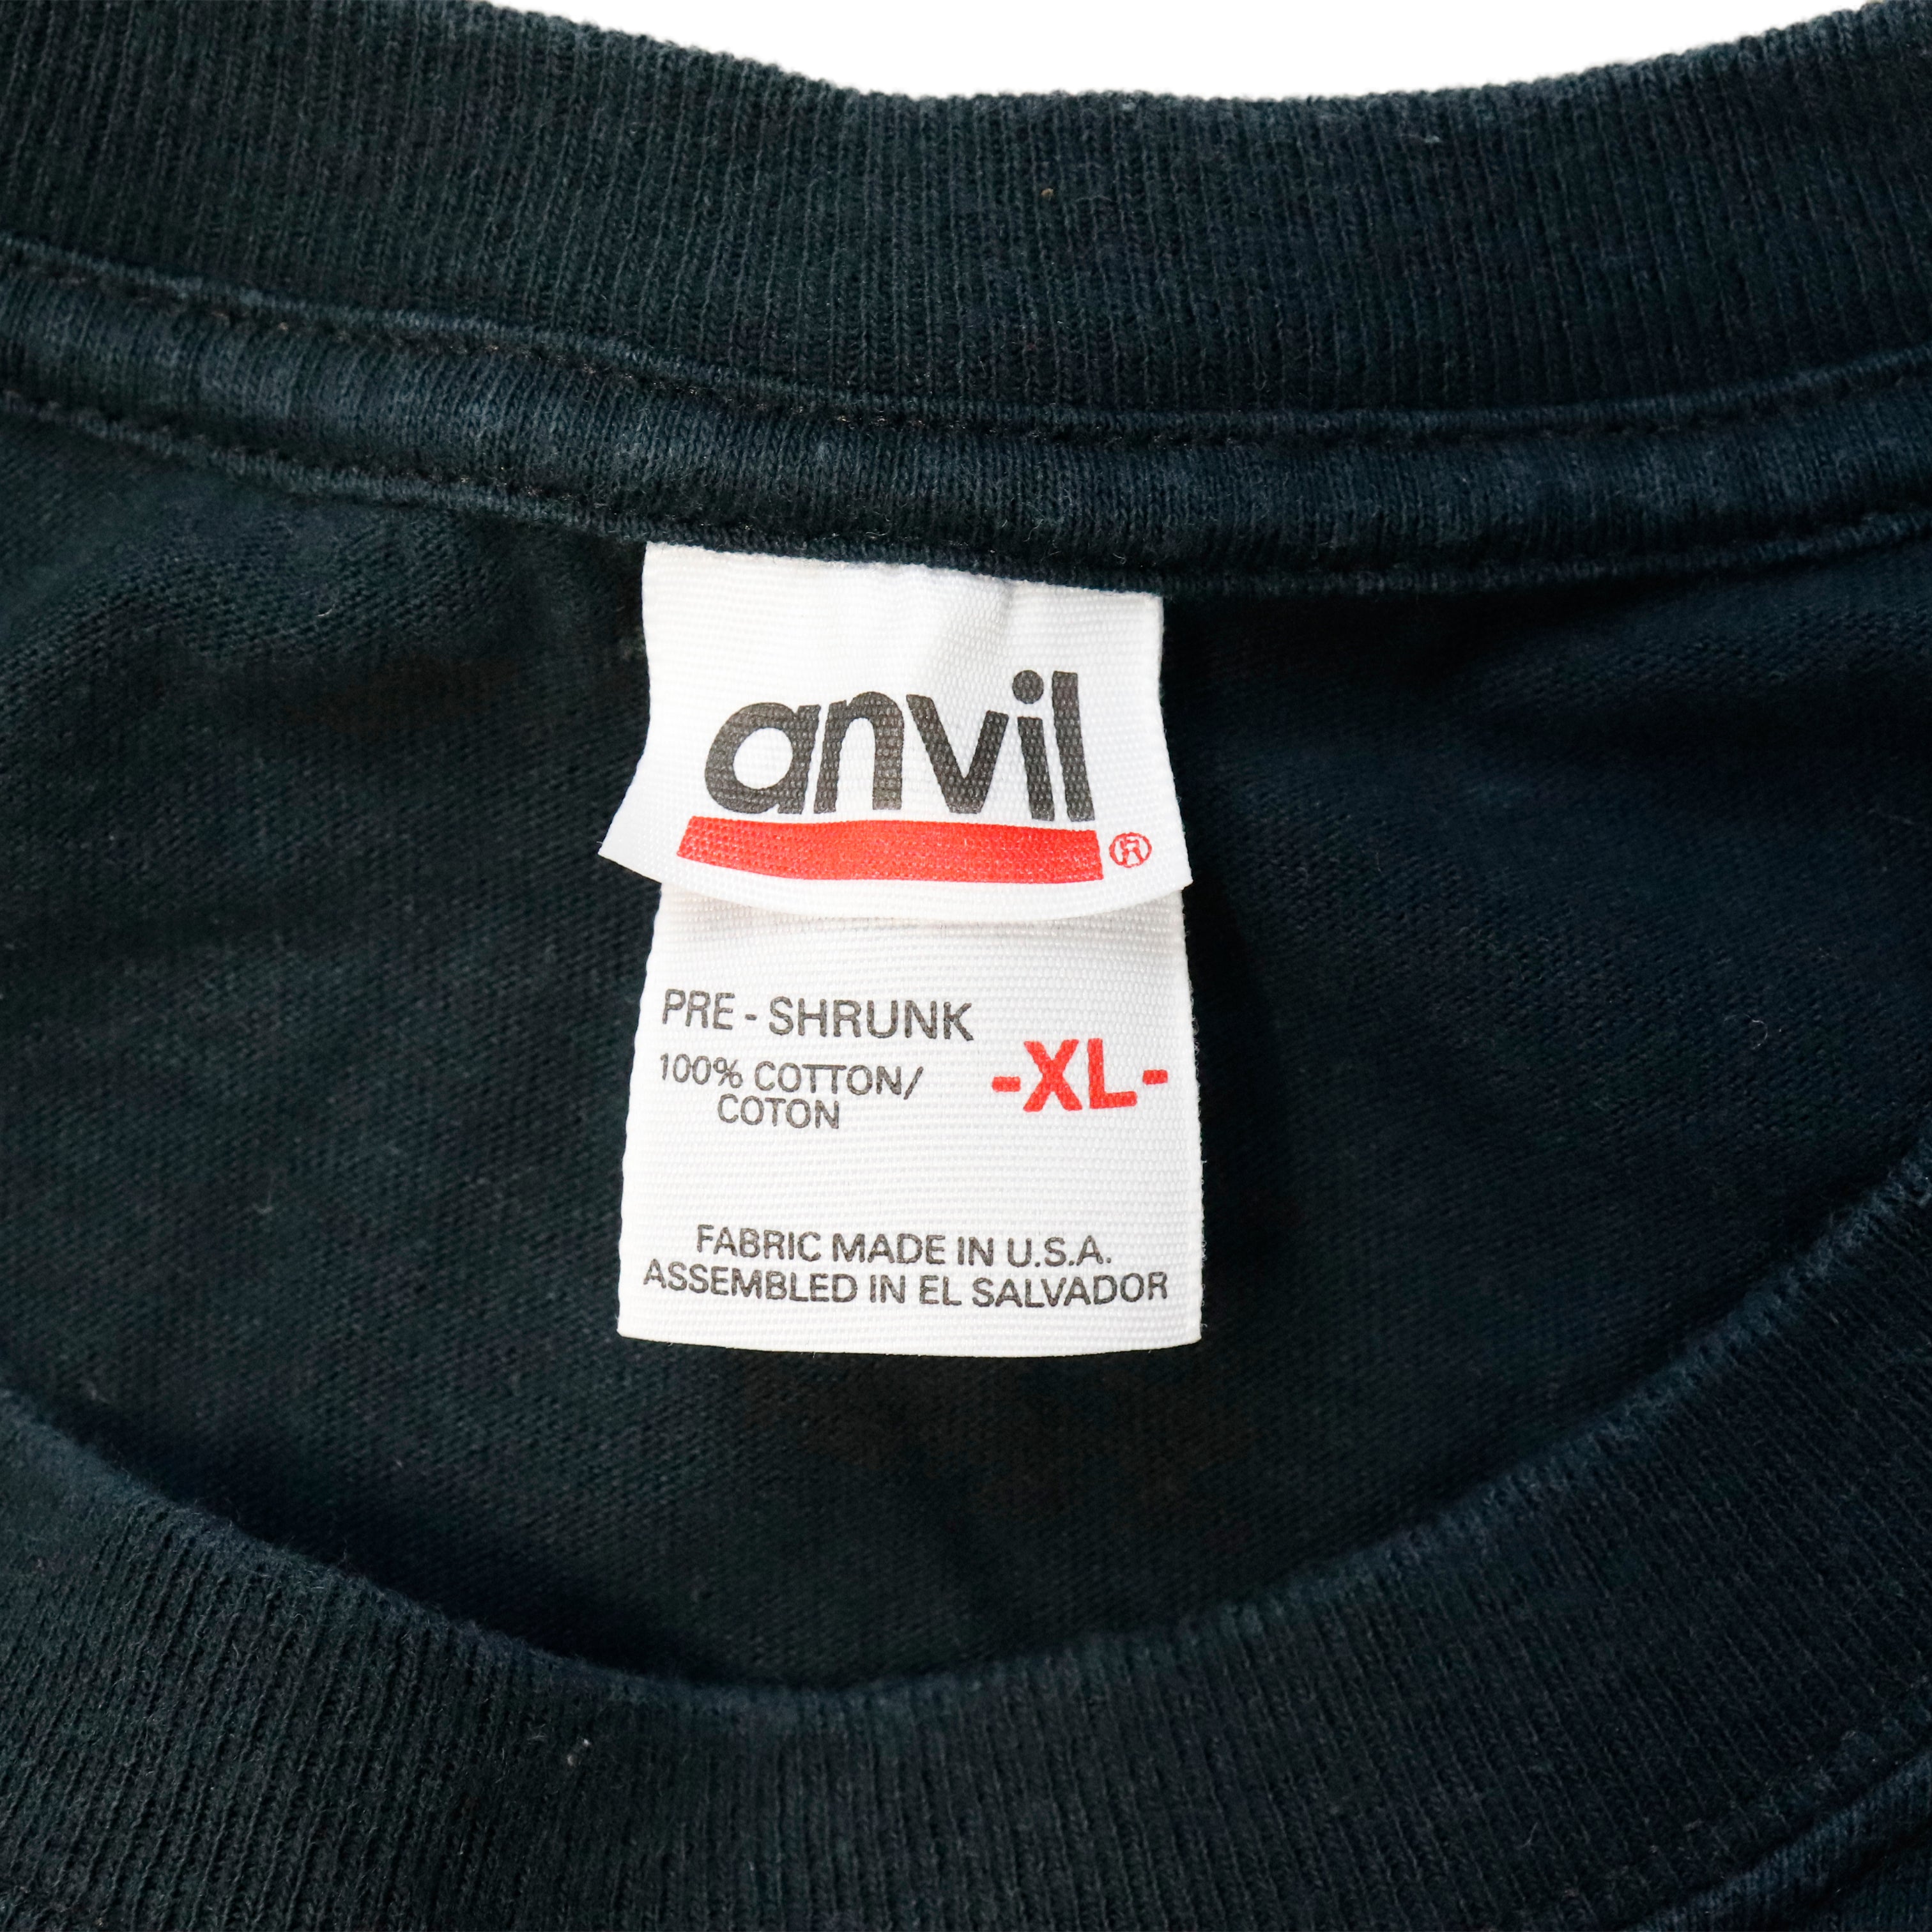 anvil®
PRE - SHRUNK
100% COTTON/
COTON
-XL-
FABRIC MADE IN U.S.A.
ASSEMBLED IN EL SALVADOR